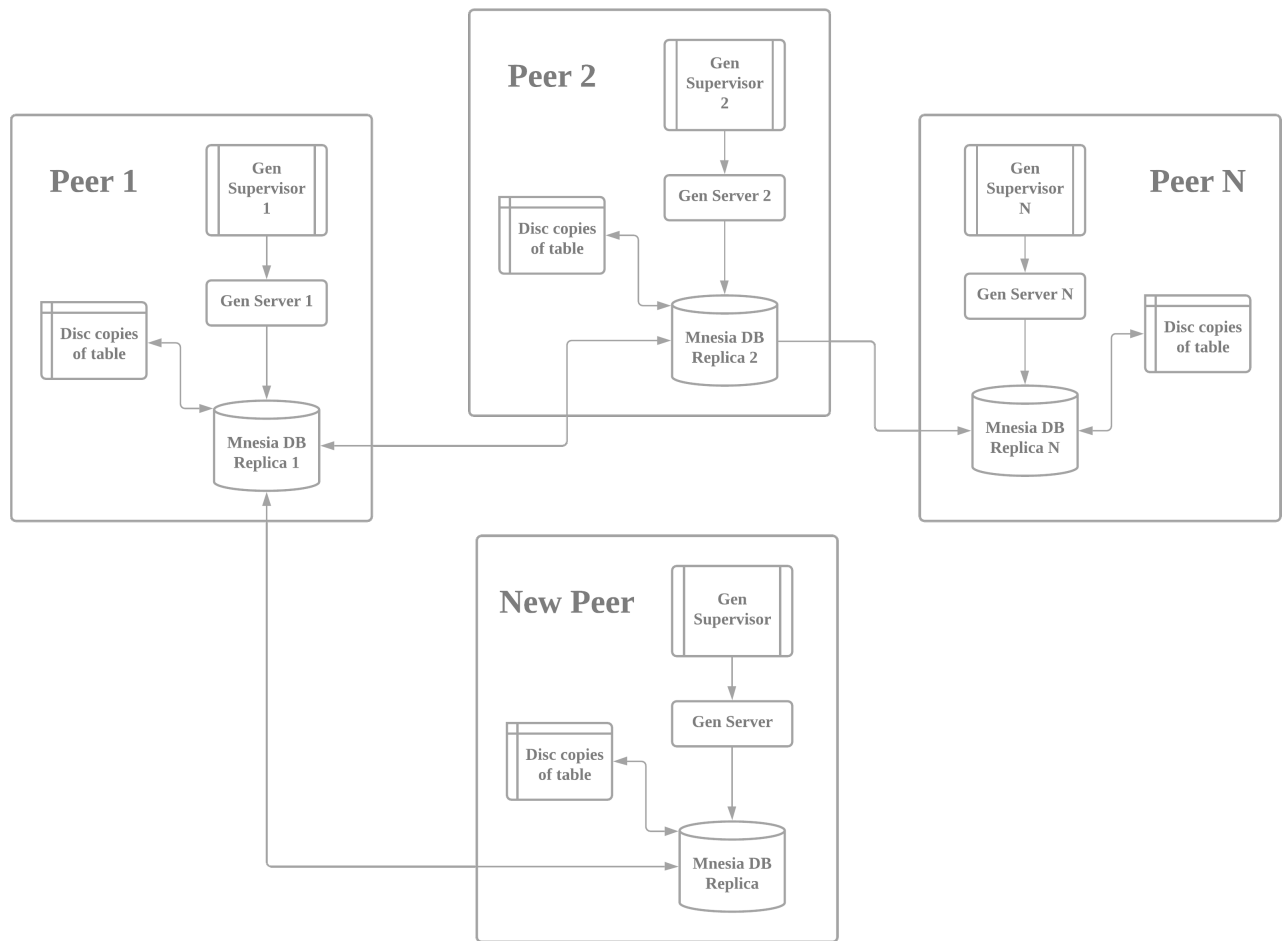 Peer 1
Gen
Supervisor
1
Gen Server 1
Disc copies
of table
Mnesia DB
Replica 1
Peer 2
Gen
Supervisor
2
Gen Server 2
Disc copies
of table
Mnesia DB
Replica 2
Peer N
Gen
Supervisor
N
Gen Server N
Disc copies
of table
Mnesia DB
Replica N
New Peer
Gen
Supervisor
Gen Server
Disc copies
of table
Mnesia DB
Replica